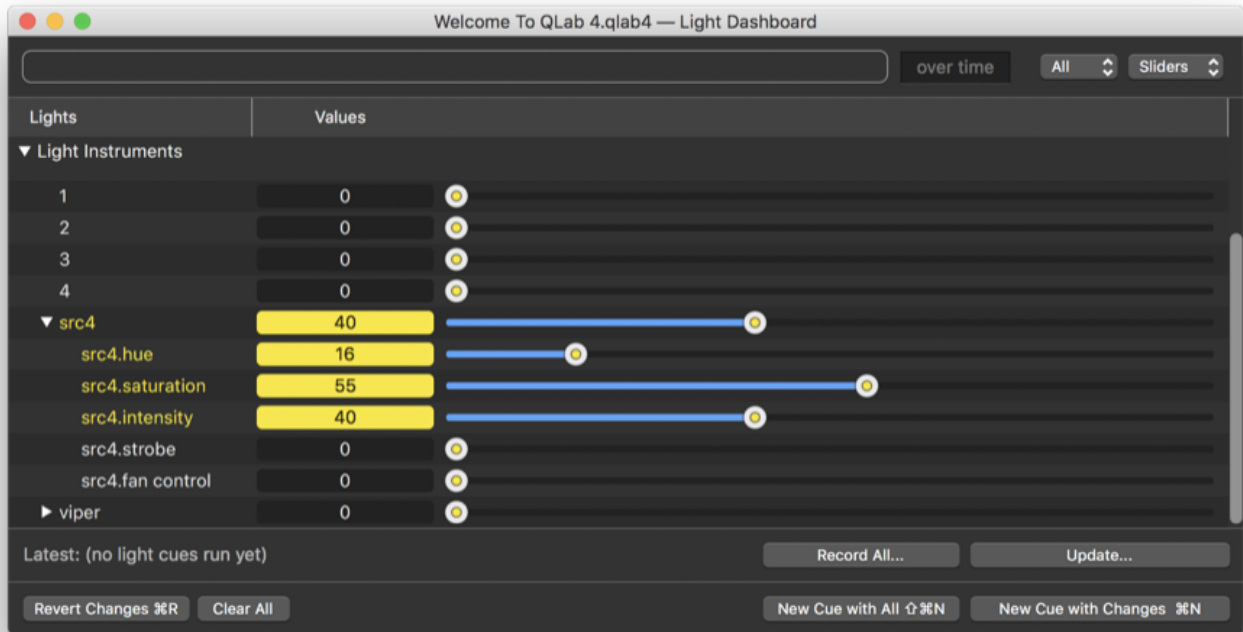 Welcome To QLab 4.qlab4 — Light Dashboard
over time All Sliders
Lights Values
Light Instruments
1 0
2 0
3 0
4 0
src4 40
src4.hue 16
src4.saturation 55
src4.intensity 40
src4.strobe 0
src4.fan control 0
viper 0
Latest: (no light cues run yet) Record All... Update...
Revert Changes ⌘R Clear All New Cue with All ⇧⌘N New Cue with Changes ⌘N